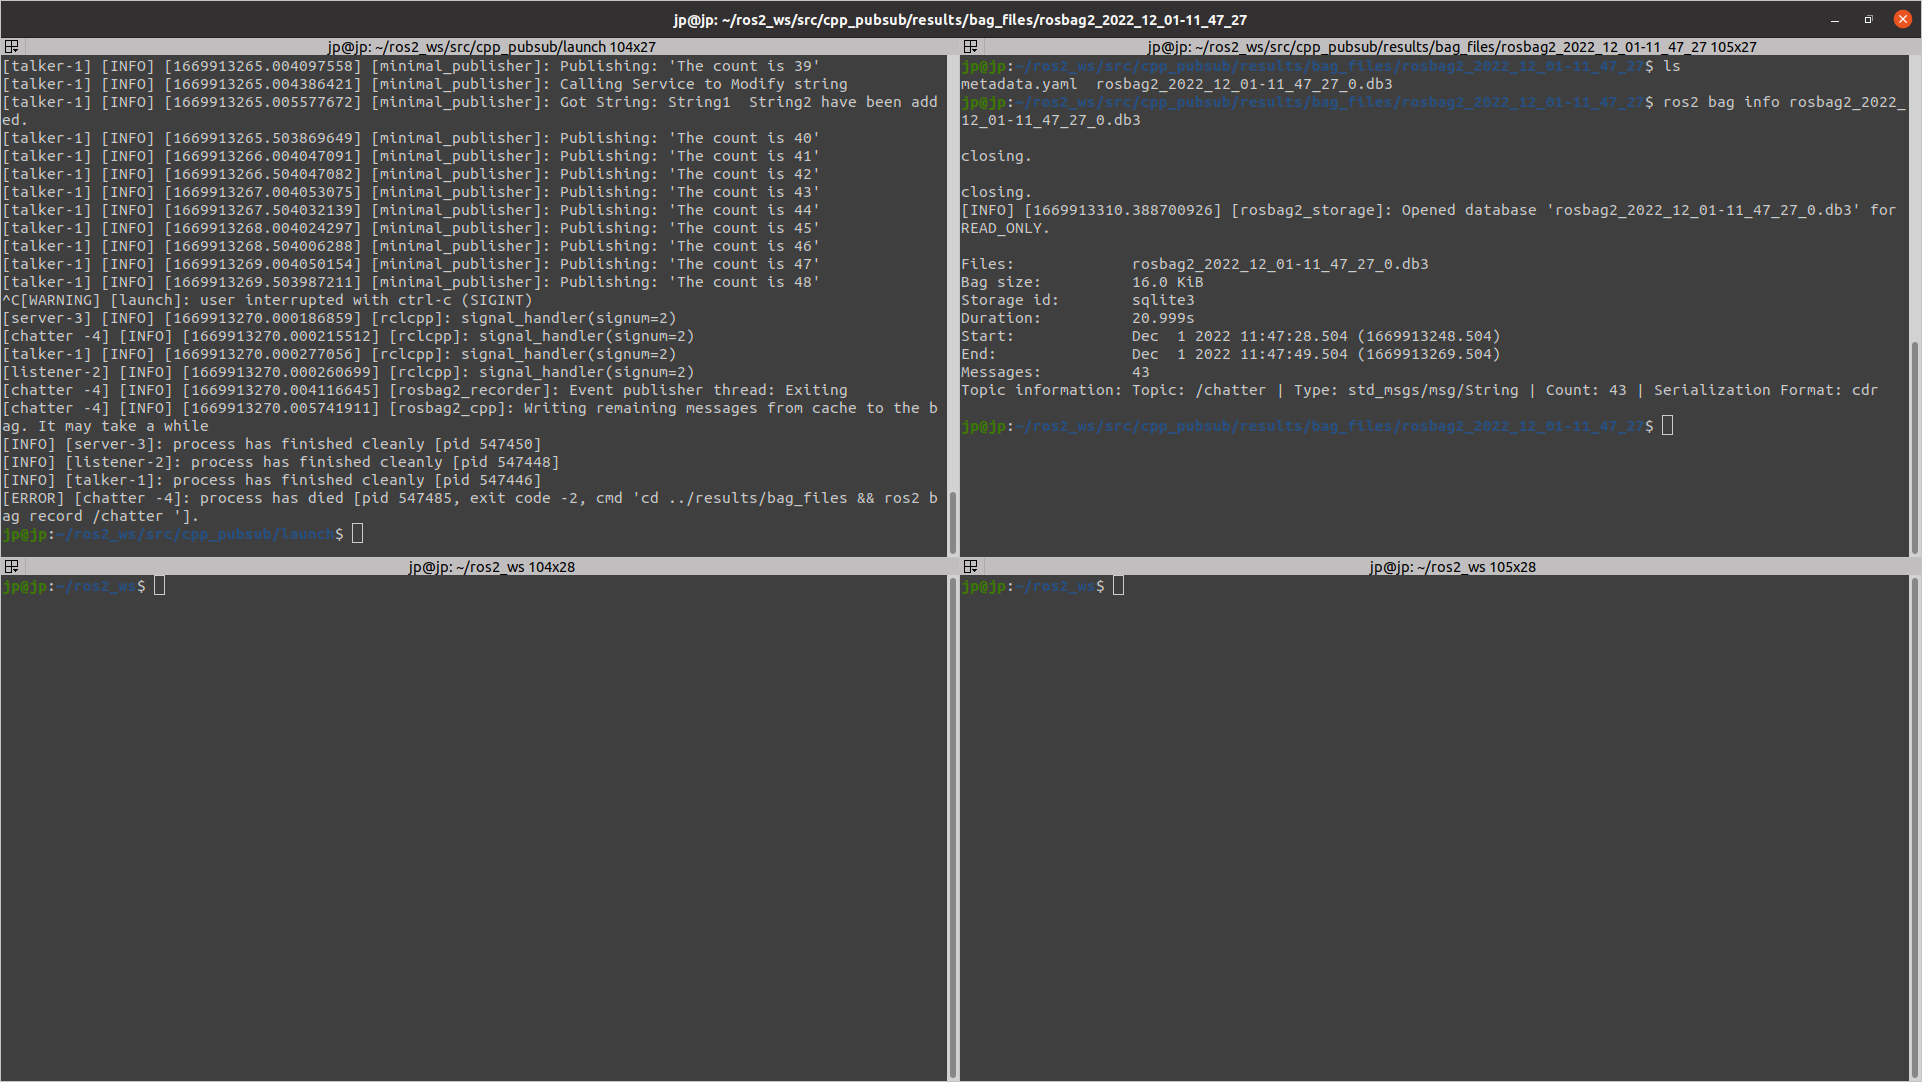 jp@jp: ~/ros2_ws/src/cpp_pubsub/results/bag_files/rosbag2_2022_12_01-11_47_27
jp@jp: ~/ros2_ws/src/cpp_pubsub/launch 104x27
[talker-1] [INFO] [1669913265.004097558] [minimal_publisher]: Publishing: 'The count is 39'
[talker-1] [INFO] [1669913265.004386421] [minimal_publisher]: Calling Service to Modify string
[talker-1] [INFO] [1669913265.005577672] [minimal_publisher]: Got String: String1  String2 have been add
ed.
[talker-1] [INFO] [1669913265.503869649] [minimal_publisher]: Publishing: 'The count is 40'
[talker-1] [INFO] [1669913266.004047091] [minimal_publisher]: Publishing: 'The count is 41'
[talker-1] [INFO] [1669913266.504047082] [minimal_publisher]: Publishing: 'The count is 42'
[talker-1] [INFO] [1669913267.004053075] [minimal_publisher]: Publishing: 'The count is 43'
[talker-1] [INFO] [1669913267.504032139] [minimal_publisher]: Publishing: 'The count is 44'
[talker-1] [INFO] [1669913268.004024297] [minimal_publisher]: Publishing: 'The count is 45'
[talker-1] [INFO] [1669913268.504006288] [minimal_publisher]: Publishing: 'The count is 46'
[talker-1] [INFO] [1669913269.004050154] [minimal_publisher]: Publishing: 'The count is 47'
[talker-1] [INFO] [1669913269.503987211] [minimal_publisher]: Publishing: 'The count is 48'
^C[WARNING] [launch]: user interrupted with ctrl-c (SIGINT)
[server-3] [INFO] [1669913270.000186859] [rclcpp]: signal_handler(signum=2)
[chatter -4] [INFO] [1669913270.000215512] [rclcpp]: signal_handler(signum=2)
[talker-1] [INFO] [1669913270.000277056] [rclcpp]: signal_handler(signum=2)
[listener-2] [INFO] [1669913270.000260699] [rclcpp]: signal_handler(signum=2)
[chatter -4] [INFO] [1669913270.004116645] [rosbag2_recorder]: Event publisher thread: Exiting
[chatter -4] [INFO] [1669913270.005741911] [rosbag2_cpp]: Writing remaining messages from cache to the b
ag. It may take a while
[INFO] [server-3]: process has finished cleanly [pid 547450]
[INFO] [listener-2]: process has finished cleanly [pid 547448]
[INFO] [talker-1]: process has finished cleanly [pid 547446]
[ERROR] [chatter -4]: process has died [pid 547485, exit code -2, cmd 'cd ../results/bag_files && ros2 b
ag record /chatter '].
jp@jp:~/ros2_ws/src/cpp_pubsub/launch$
jp@jp: ~/ros2_ws/src/cpp_pubsub/results/bag_files/rosbag2_2022_12_01-11_47_27 105x27
jp@jp:~/ros2_ws/src/cpp_pubsub/results/bag_files/rosbag2_2022_12_01-11_47_27$ ls
metadata.yaml  rosbag2_2022_12_01-11_47_27_0.db3
jp@jp:~/ros2_ws/src/cpp_pubsub/results/bag_files/rosbag2_2022_12_01-11_47_27$ ros2 bag info rosbag2_2022_
12_01-11_47_27_0.db3
closing.
closing.
[INFO] [1669913310.388700926] [rosbag2_storage]: Opened database 'rosbag2_2022_12_01-11_47_27_0.db3' for
READ_ONLY.
Files:             rosbag2_2022_12_01-11_47_27_0.db3
Bag size:          16.0 KiB
Storage id:        sqlite3
Duration:          20.999s
Start:             Dec  1 2022 11:47:28.504 (1669913248.504)
End:               Dec  1 2022 11:47:49.504 (1669913269.504)
Messages:          43
Topic information: Topic: /chatter | Type: std_msgs/msg/String | Count: 43 | Serialization Format: cdr
jp@jp:~/ros2_ws/src/cpp_pubsub/results/bag_files/rosbag2_2022_12_01-11_47_27$
jp@jp: ~/ros2_ws 104x28
jp@jp:~/ros2_ws$
jp@jp: ~/ros2_ws 105x28
jp@jp:~/ros2_ws$